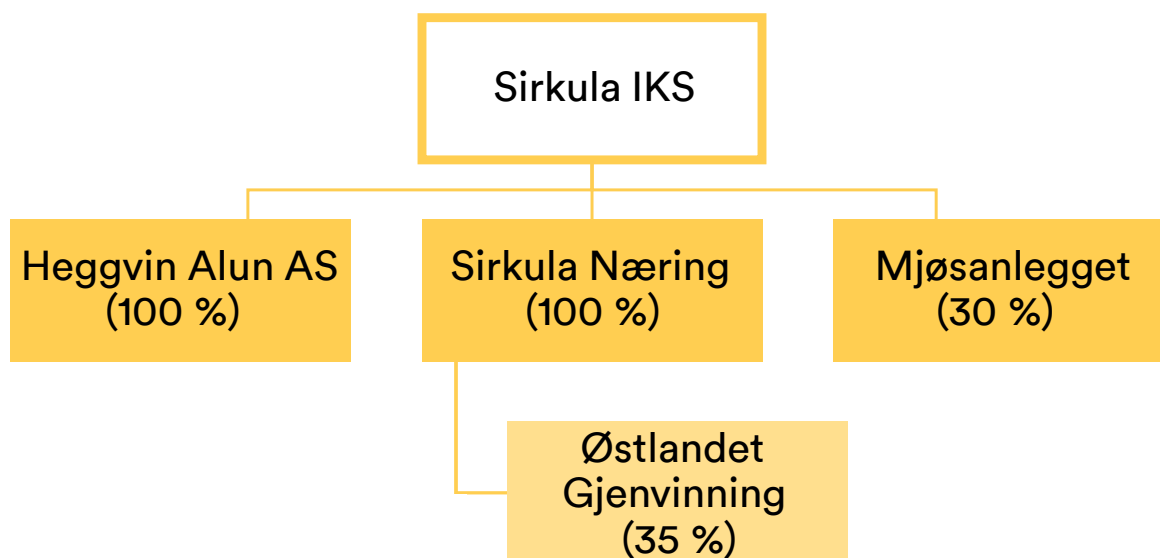 Sirkula IKS
Heggvin Alun AS
(100 %)
Sirkula Næring
(100 %)
Mjøsanlegget
(30 %)
Østlandet
Gjenvinning
(35 %)